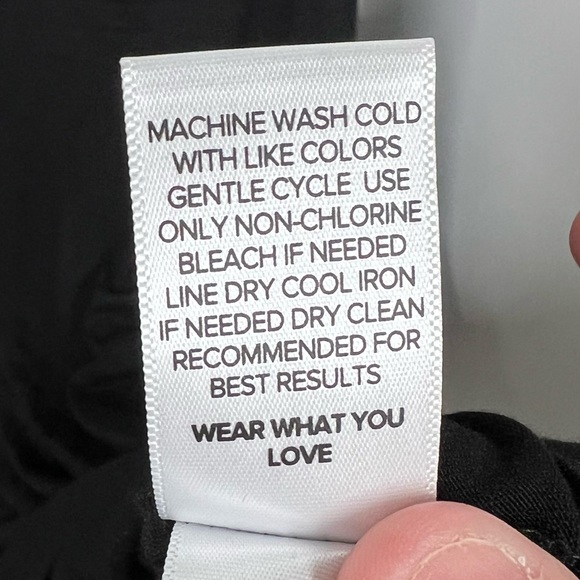 MACHINE WASH COLD
WITH LIKE COLORS
GENTLE CYCLE USE
ONLY NON-CHLORINE
BLEACH IF NEEDED
LINE DRY COOL IRON
IF NEEDED DRY CLEAN
RECOMMENDED FOR
BEST RESULTS
WEAR WHAT YOU
LOVE